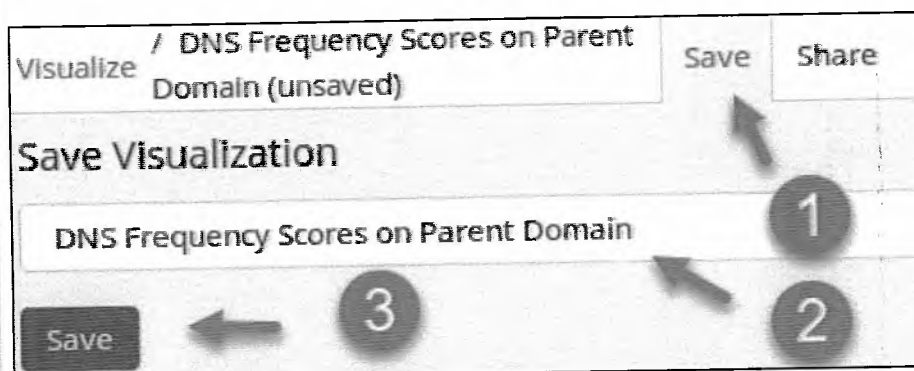 Visualize / DNS Frequency Scores on Parent Domain (unsaved)
Save Share
Save Visualization
1
DNS Frequency Scores on Parent Domain
2
3
Save